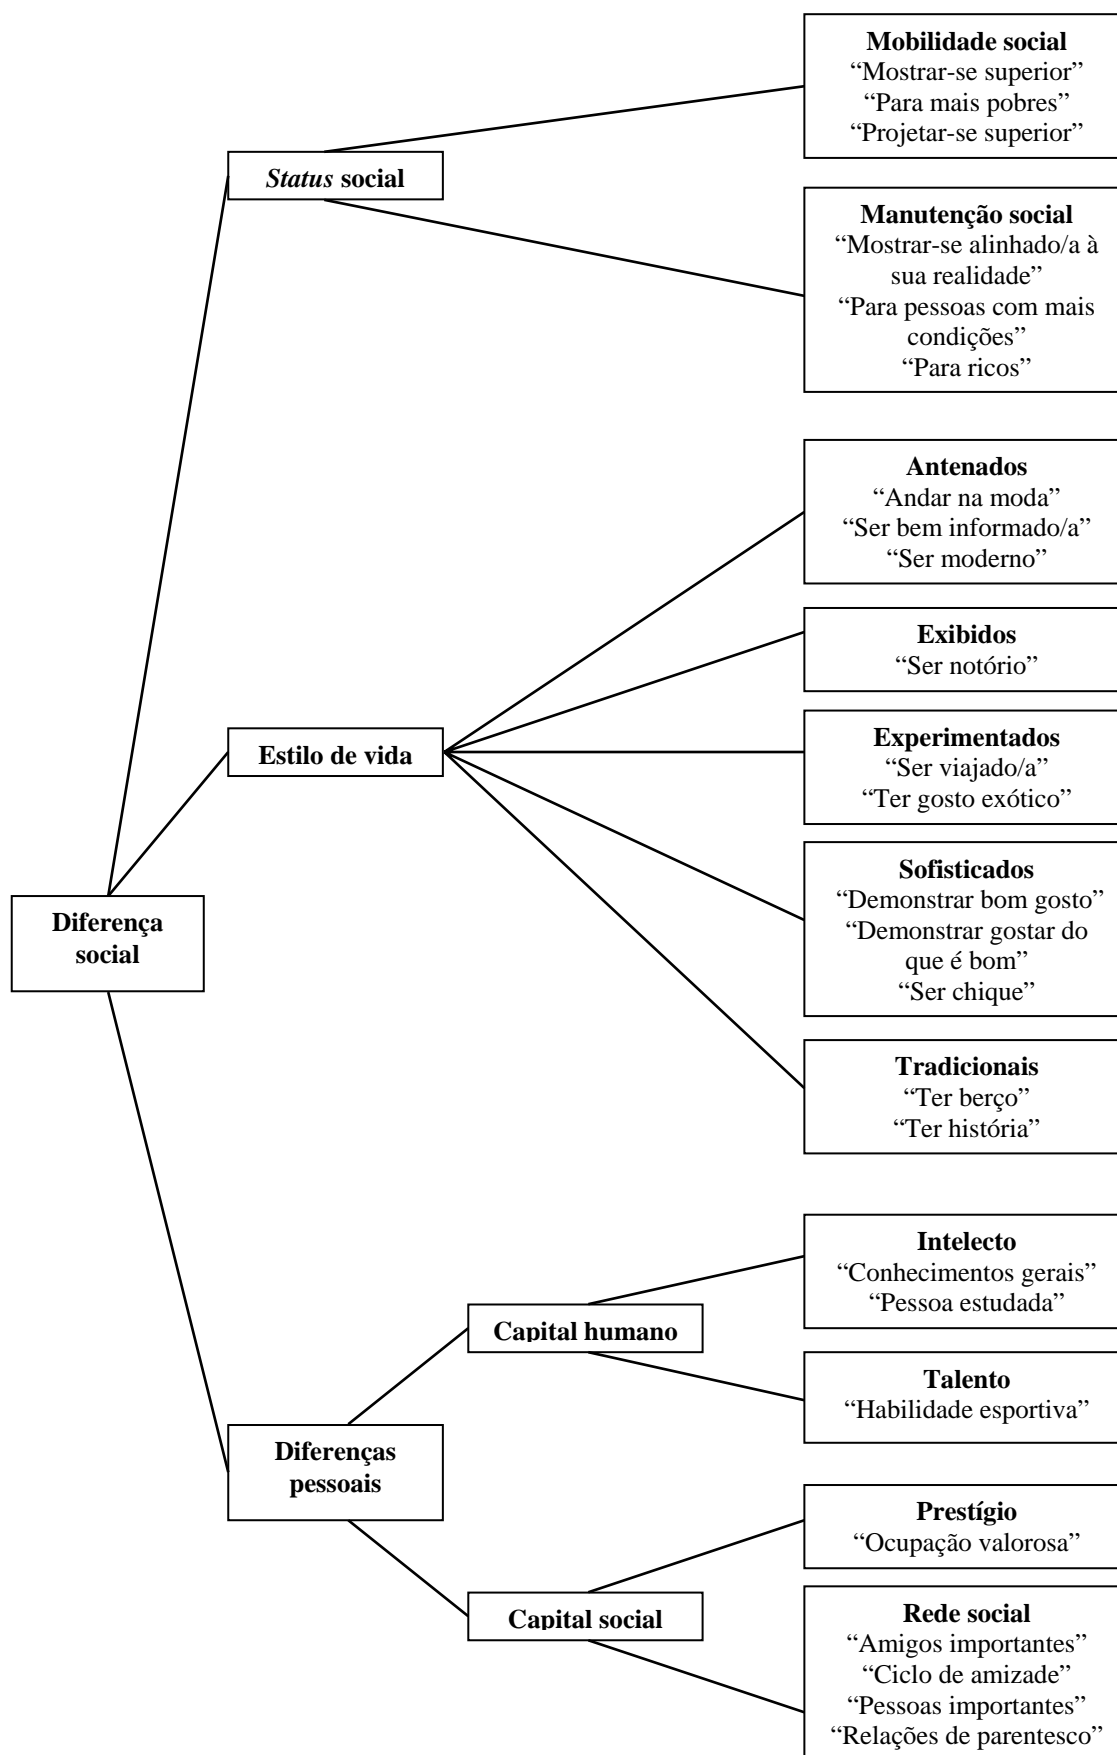 Mobilidade social
“Mostrar-se superior”
“Para mais pobres”
“Projetar-se superior”
Status social
Manutenção social
“Mostrar-se alinhado/a à
sua realidade”
“Para pessoas com mais
condições”
“Para ricos”
Antenados
“Andar na moda”
“Ser bem informado/a”
“Ser moderno”
Exibidos
“Ser notório”
Estilo de vida
Experimentados
“Ser viajado/a”
“Ter gosto exótico”
Sofisticados
“Demonstrar bom gosto”
“Demonstrar gostar do
que é bom”
“Ser chique”
Diferença
social
Tradicionais
“Ter berço”
“Ter história”
Intelecto
“Conhecimentos gerais”
“Pessoa estudada”
Capital humano
Talento
“Habilidade esportiva”
Diferenças
pessoais
Prestígio
“Ocupação valorosa”
Capital social
Rede social
“Amigos importantes”
“Ciclo de amizade”
“Pessoas importantes”
“Relações de parentesco”